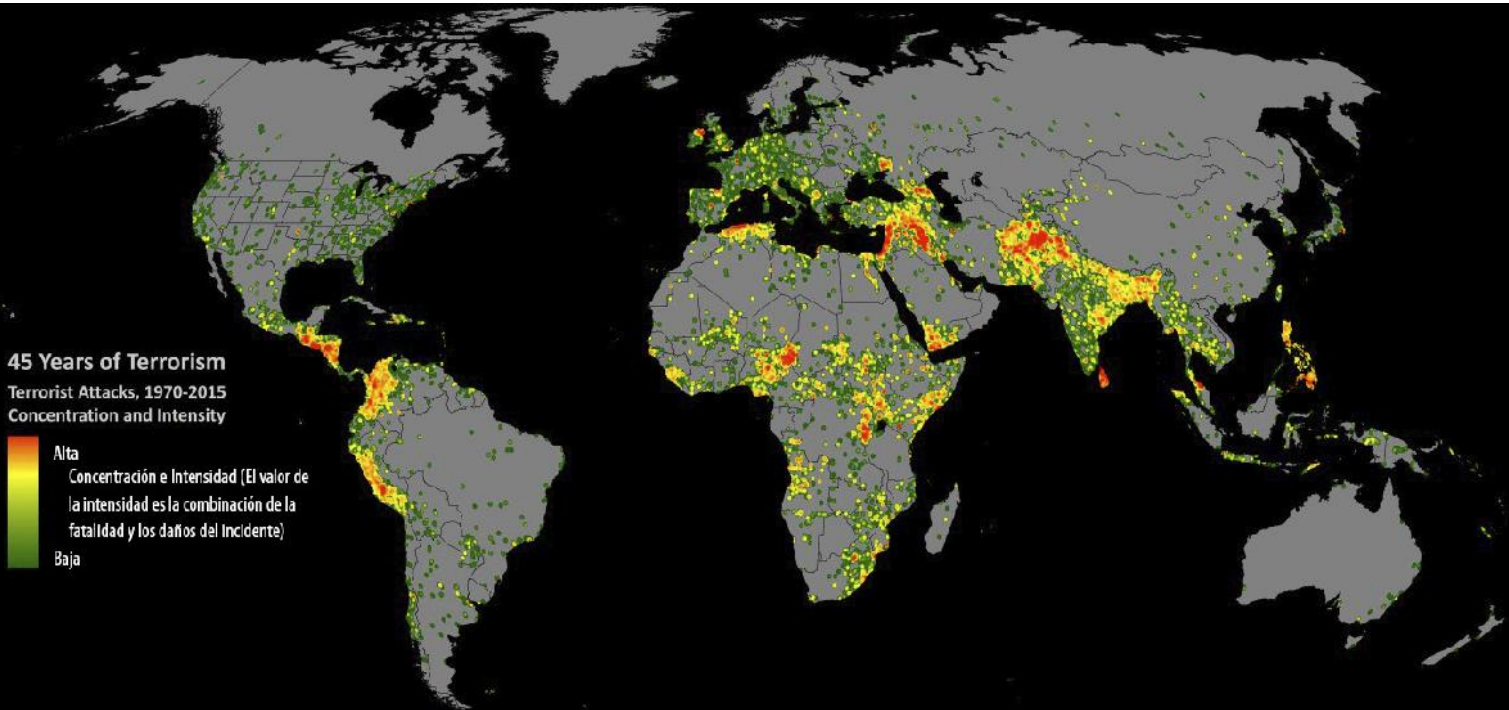 45 Years of Terrorism
Terrorist Attacks, 1970-2015
Concentration and Intensity
Alta
Concentración e Intensidad (El valor de
la intensidad es la combinación de la
fatalidad y los daños del incidente)
Baja